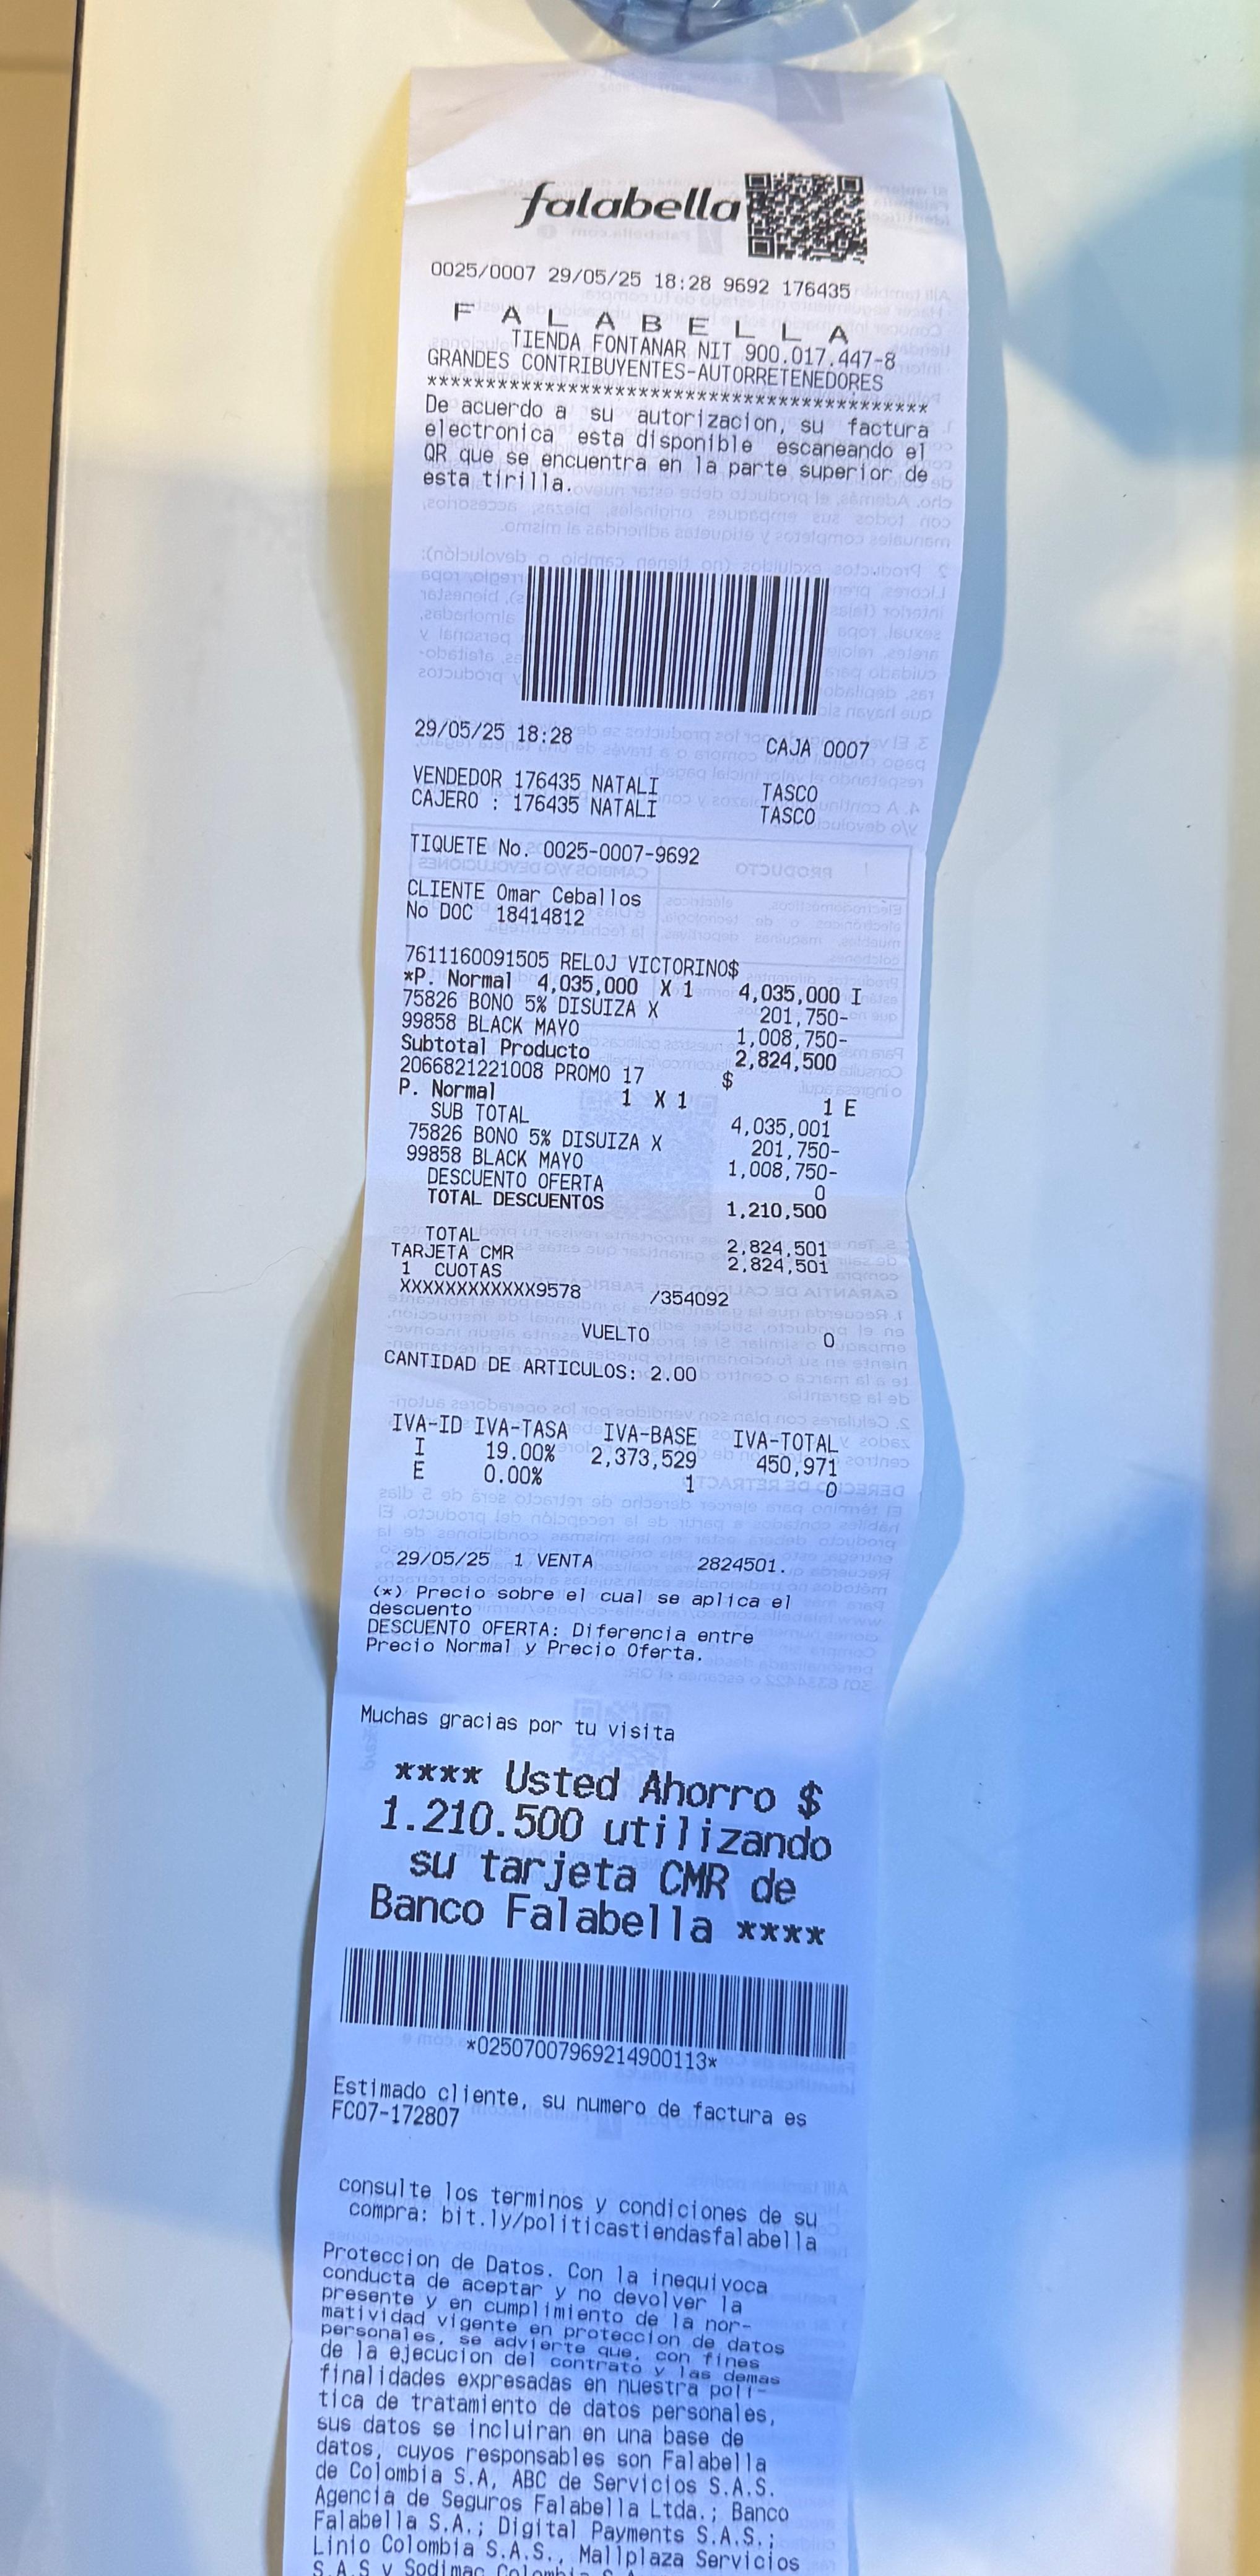 falabella
0025/0007 29/05/25 18:28 9692 176435
F A L A B E L L A
TIENDA FONTANAR NIT 900.017.447-8
GRANDES CONTRIBUYENTES-AUTORRETENEDORES
*******************************************
De acuerdo a su autorizacion, su factura
electronica esta disponible escaneando el
QR que se encuentra en la parte superior de
esta tirilla.
29/05/25 18:28 CAJA 0007
VENDEDOR 176435 NATALI TASCO
CAJERO : 176435 NATALI TASCO
TIQUETE No. 0025-0007-9692
CLIENTE Omar Ceballos
No DOC 18414812
7611160091505 RELOJ VICTORINO$
*P. Normal 4,035,000 X 1 4,035,000 I
75826 BONO 5% DISUIZA X 201,750-
99858 BLACK MAYO 1,008,750-
Subtotal Producto 2,824,500
2066821221008 PROMO 17 $
P. Normal 1 X 1 1 E
SUB TOTAL 4,035,001
75826 BONO 5% DISUIZA X 201,750-
99858 BLACK MAYO 1,008,750-
DESCUENTO OFERTA 0
TOTAL DESCUENTOS 1,210,500
TOTAL 2,824,501
TARJETA CMR 2,824,501
1 CUOTAS
XXXXXXXXXXXX9578 /354092
VUELTO 0
CANTIDAD DE ARTICULOS: 2.00
IVA-ID IVA-TASA IVA-BASE IVA-TOTAL
I 19.00% 2,373,529 450,971
E 0.00% 1 0
29/05/25 1 VENTA 2824501.
(*) Precio sobre el cual se aplica el
descuento
DESCUENTO OFERTA: Diferencia entre
Precio Normal y Precio Oferta.
Muchas gracias por tu visita
**** Usted Ahorro $
1.210.500 utilizando
su tarjeta CMR de
Banco Falabella ****
*025070079692149001​13*
Estimado cliente, su numero de factura es
FC07-172807
consulte los terminos y condiciones de su
compra: bit.ly/politicastiendasfalabella
Proteccion de Datos. Con la inequivoca
conducta de aceptar y no devolver la
presente y en cumplimiento de la nor-
matividad vigente en proteccion de datos
personales, se advierte que, con fines
de la ejecucion del contrato y las demas
finalidades expresadas en nuestra poli-
tica de tratamiento de datos personales,
sus datos se incluiran en una base de
datos, cuyos responsables son Falabella
de Colombia S.A, ABC de Servicios S.A.S.
Agencia de Seguros Falabella Ltda.; Banco
Falabella S.A.; Digital Payments S.A.S.;
Linio Colombia S.A.S., Mallplaza Servicios
S.A.S y Sodimac Colombia S.A.